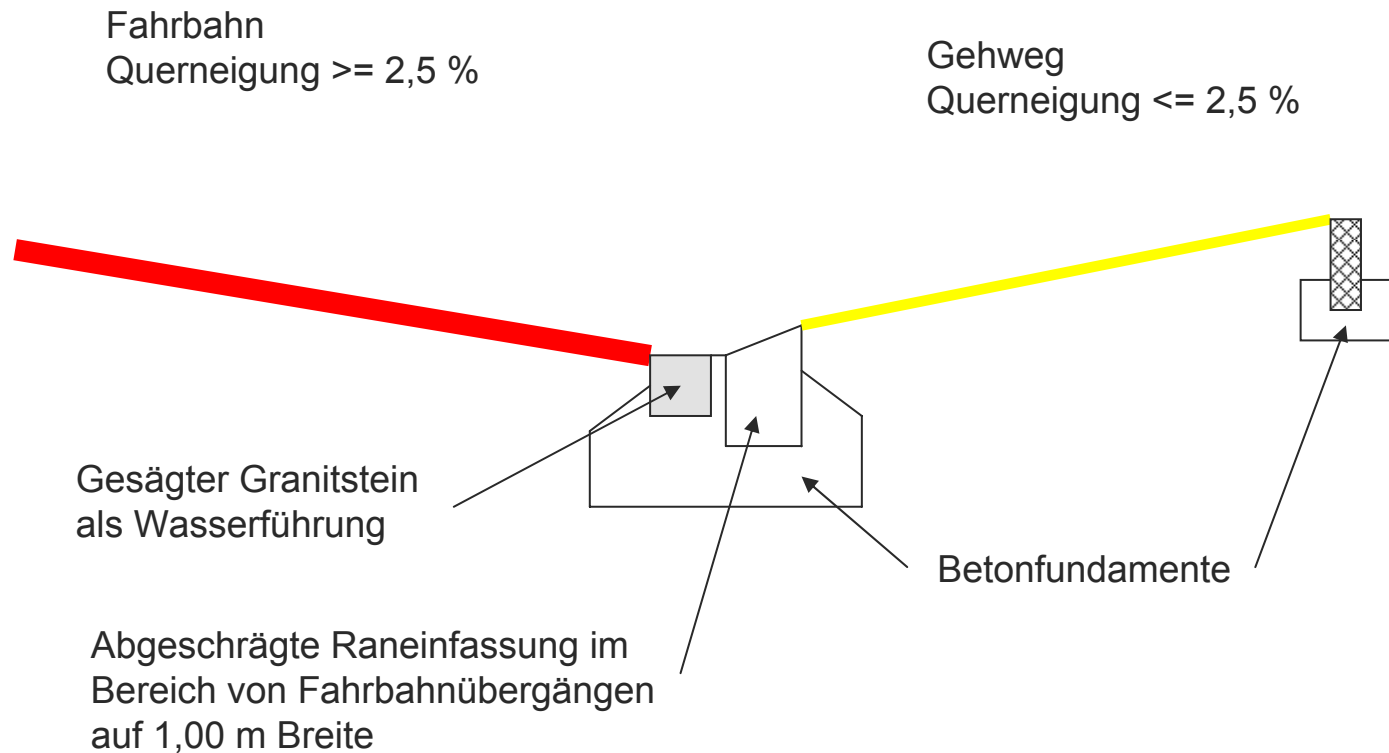 Fahrbahn
Querneigung >= 2,5 %
Gehweg
Querneigung <= 2,5 %
Gesägter Granitstein
als Wasserführung
Betonfundamente
Abgeschrägte Raneinfassung im
Bereich von Fahrbahnübergängen
auf 1,00 m Breite